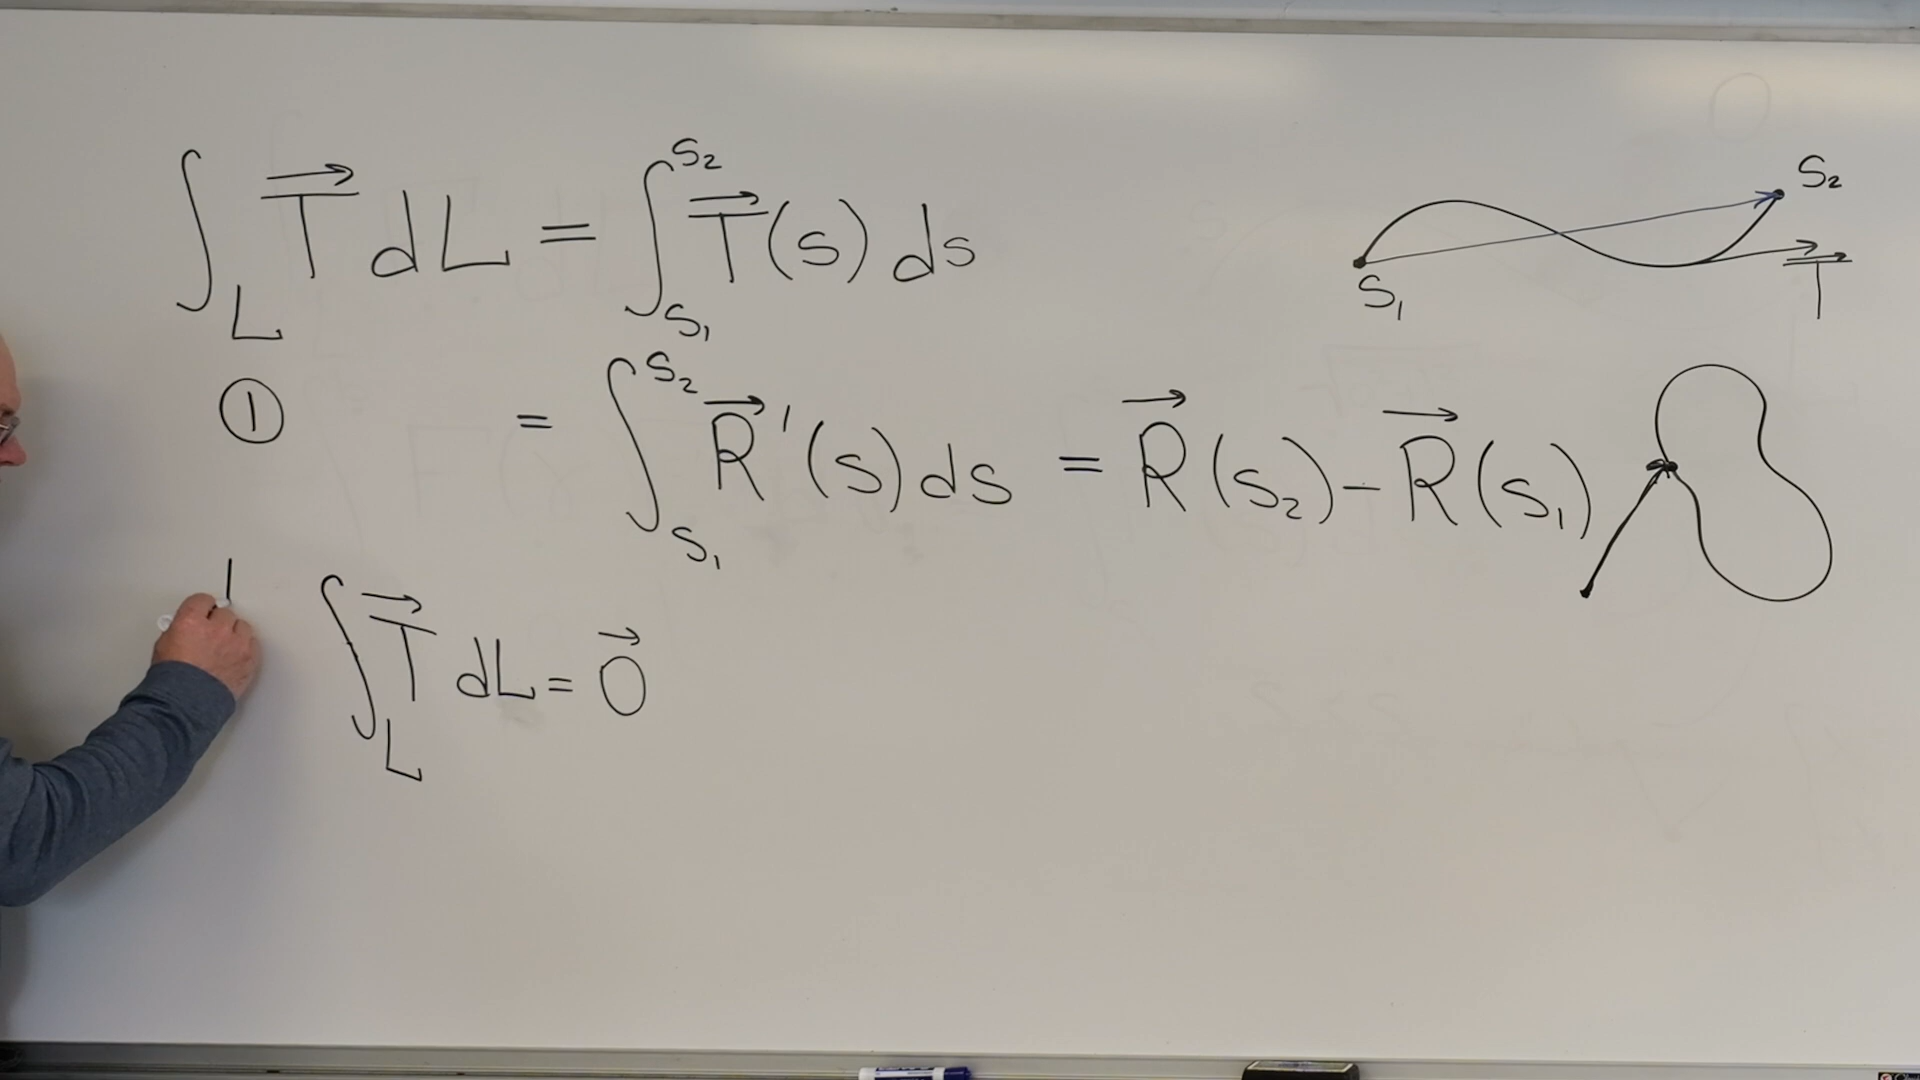 ∫_L T⃗ dL = ∫_{S₁}^{S₂} T⃗(s) ds
①
= ∫_{S₁}^{S₂} R⃗'(s) ds = R⃗(s₂) − R⃗(s₁)
∫_L T⃗ dL = 0⃗
S₂
S₁
T⃗